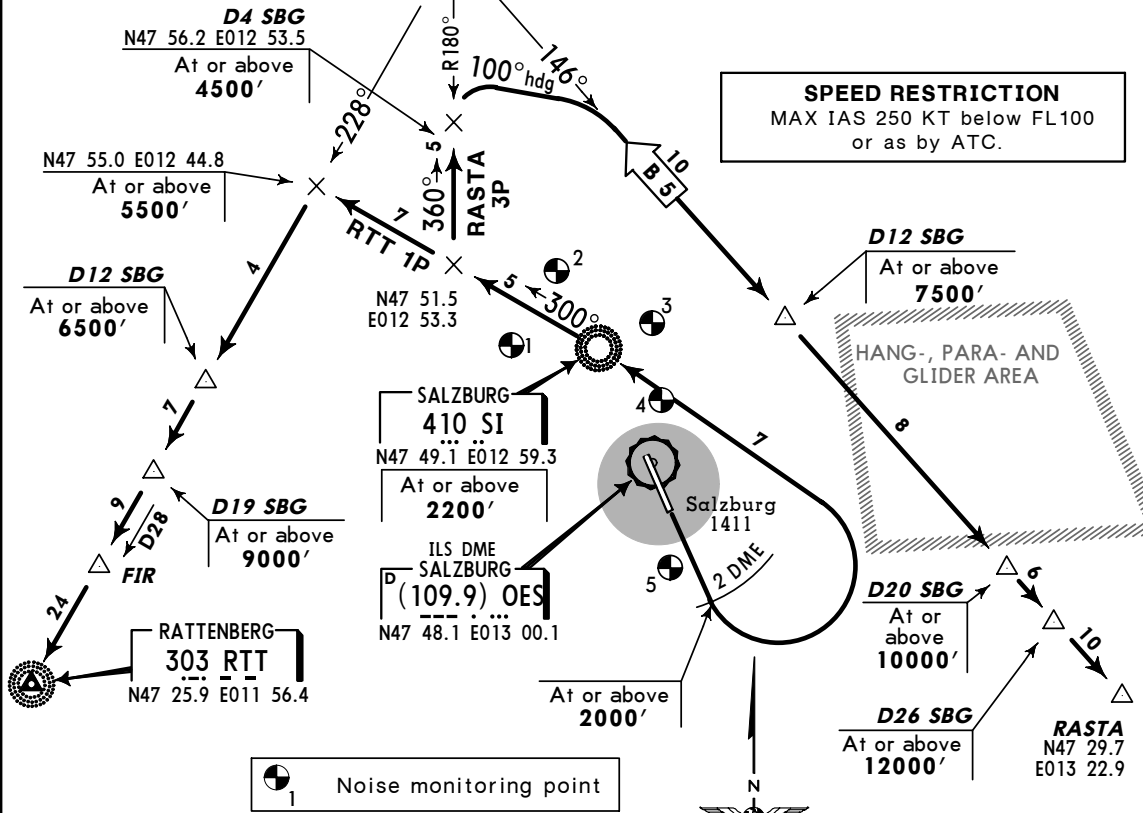 D4 SBG
N47 56.2 E012 53.5
At or above
4500′
R180°
100° hdg
146°
SPEED RESTRICTION
MAX IAS 250 KT below FL100
or as by ATC.
228°
N47 55.0 E012 44.8
At or above
5500′
5
360°
RASTA
3P
10
B 5
7
RTT 1P
D12 SBG
At or above
7500′
D12 SBG
At or above
6500′
4
N47 51.5
E012 53.3
5
300°
2
3
1
HANG-, PARA- AND
GLIDER AREA
SALZBURG
410 SI
N47 49.1 E012 59.3
At or above
2200′
4
7
8
7
Salzburg
1411
D19 SBG
At or above
9000′
9
D28
FIR
ILS DME
SALZBURG
D (109.9) OES
N47 48.1 E013 00.1
5
2 DME
D20 SBG
At or
above
10000′
6
10
24
RATTENBERG
303 RTT
N47 25.9 E011 56.4
At or above
2000′
D26 SBG
At or above
12000′
RASTA
N47 29.7
E013 22.9
1 Noise monitoring point
N